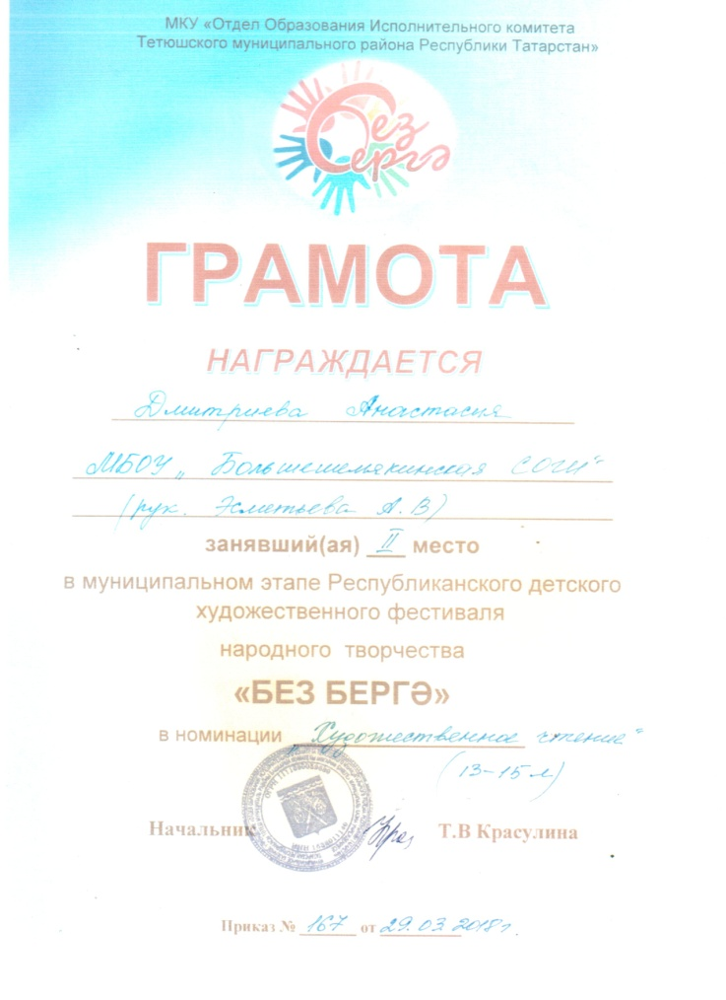 МКУ «Отдел Образования Исполнительного комитета
Тетюшского муниципального района Республики Татарстан»
Без
Бергә
ГРАМОТА
НАГРАЖДАЕТСЯ
Дмитриева Анастасия
МБОУ „Большешемякинская СОШ“
(рук. А. В)
занявший(ая) II место
в муниципальном этапе Республиканского детского
художественного фестиваля
народного творчества
«БЕЗ БЕРГӘ»
в номинации „Художественное чтение“
(13-15 л)
Начальник Т.В Красулина
Приказ № 167 от 29.03.2018 г.